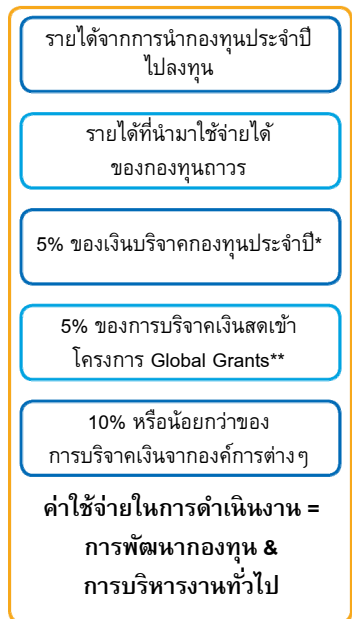 รายได้จากการนำกองทุนประจำปี
ไปลงทุน
รายได้ที่นำมาใช้จ่ายได้
ของกองทุนถาวร
5% ของเงินบริจาคกองทุนประจำปี*
5% ของการบริจาคเงินสดเข้า
โครงการ Global Grants**
10% หรือน้อยกว่าของ
การบริจาคเงินจากองค์การต่างๆ
ค่าใช้จ่ายในการดำเนินงาน =
การพัฒนากองทุน &
การบริหารงานทั่วไป